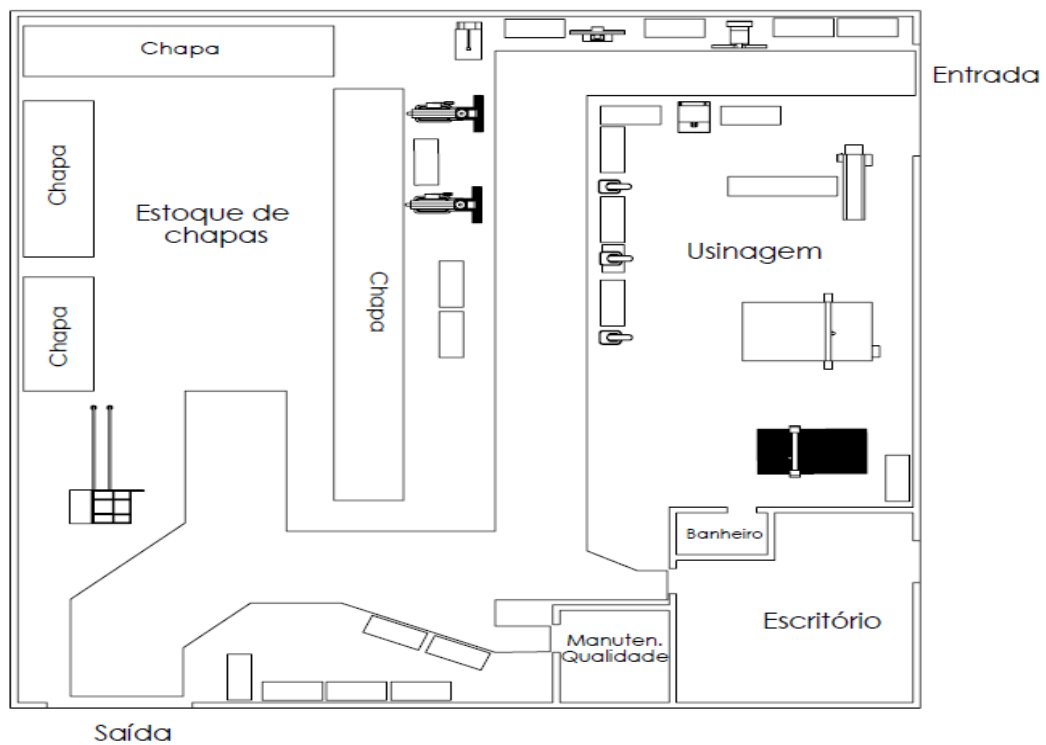 Chapa
Entrada
Chapa
Estoque de
chapas
Usinagem
Chapa
Chapa
Banheiro
Escritório
Manuten.
Qualidade
Saída